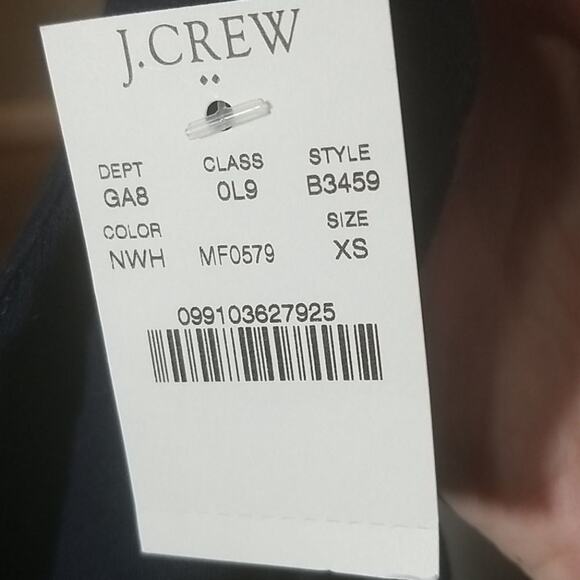 J.CREW
DEPT CLASS STYLE
GA8 0L9 B3459
COLOR SIZE
NWH MF0579 XS
099103627925